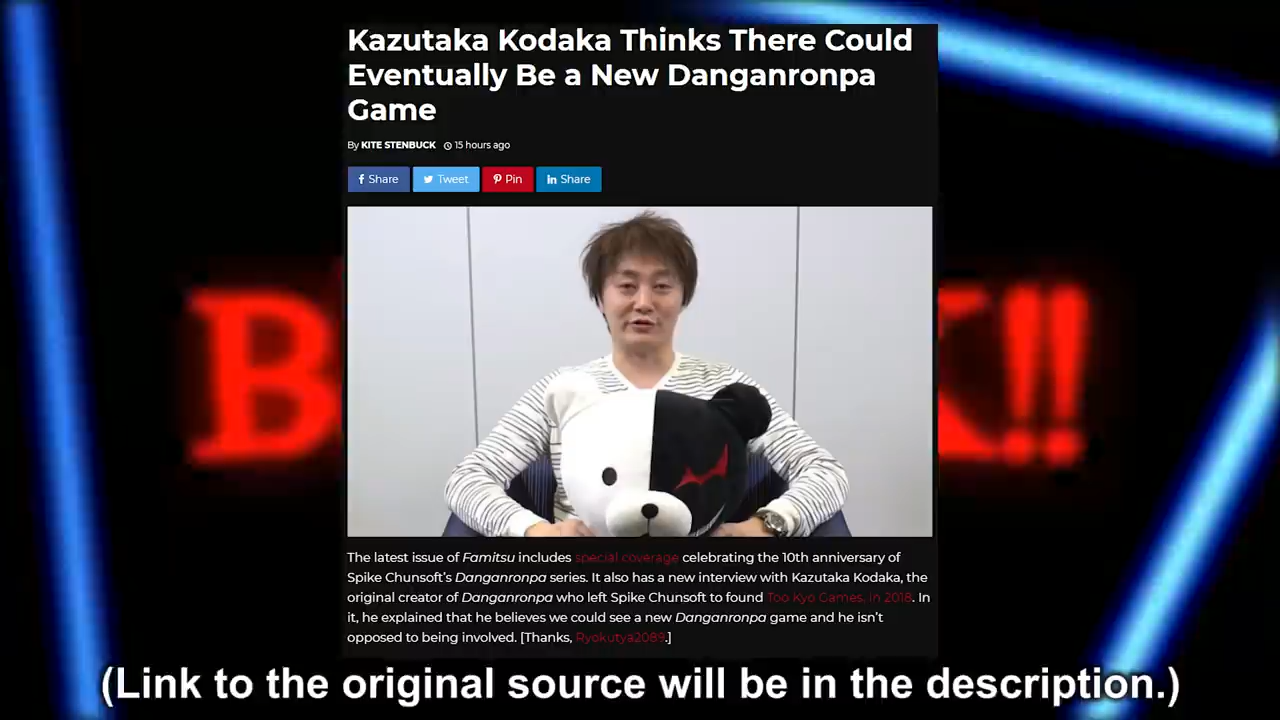 Kazutaka Kodaka Thinks There Could
Eventually Be a New Danganronpa
Game
By KITE STENBUCK 15 hours ago
Share Tweet Pin Share
B K!!
The latest issue of Famitsu includes special coverage celebrating the 10th anniversary of
Spike Chunsoft's Danganronpa series. It also has a new interview with Kazutaka Kodaka, the
original creator of Danganronpa who left Spike Chunsoft to found Too Kyo Games, in 2018. In
it, he explained that he believes we could see a new Danganronpa game and he isn't
opposed to being involved. [Thanks, Ryokutya2089.]
(Link to the original source will be in the description.)